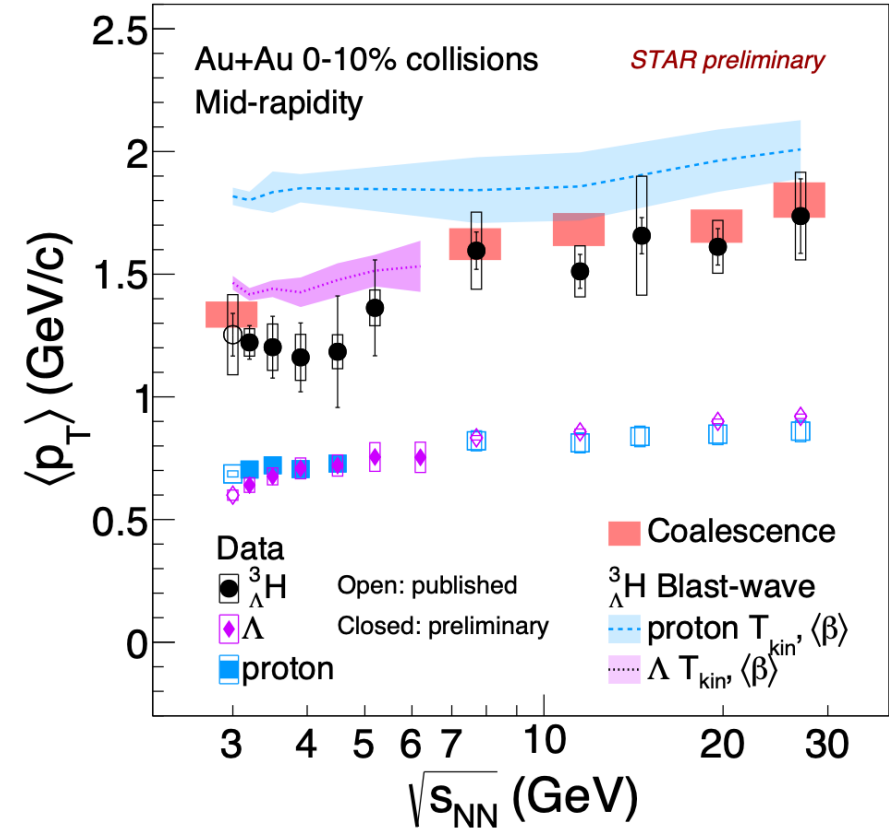 Au+Au 0-10% collisions
STAR preliminary
Mid-rapidity
2.5
2
1.5
1
0.5
0
⟨p_T⟩ (GeV/c)
Data
³_ΛH
Open: published
Λ
Closed: preliminary
proton
Coalescence
³_ΛH Blast-wave
proton T_kin, ⟨β⟩
Λ T_kin, ⟨β⟩
3 4 5 6 7 10 20 30
√s_NN (GeV)